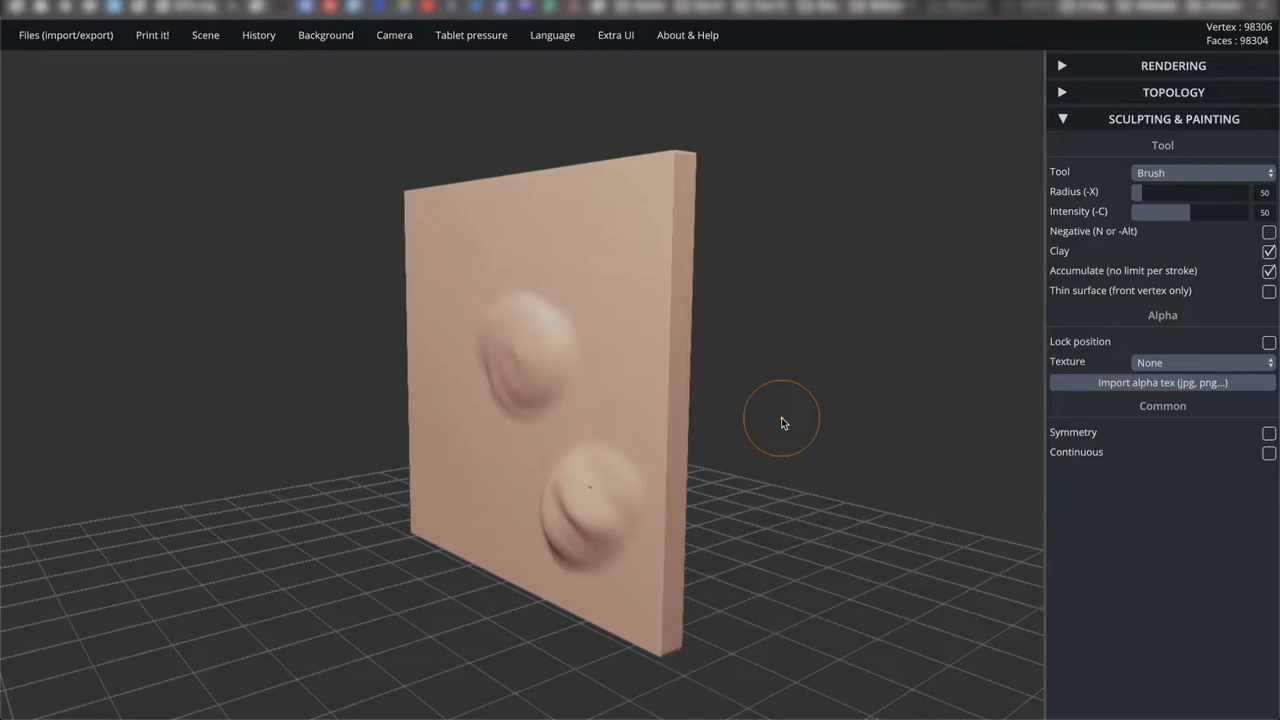 Files (import/export) Print it! Scene History Background Camera Tablet pressure Language Extra UI About & Help
Vertex : 98306
Faces : 98304
RENDERING
TOPOLOGY
SCULPTING & PAINTING
Tool
Tool Brush
Radius (-X) 50
Intensity (-C) 50
Negative (N or -Alt)
Clay
Accumulate (no limit per stroke)
Thin surface (front vertex only)
Alpha
Lock position
Texture None
Import alpha tex (jpg, png...)
Common
Symmetry
Continuous